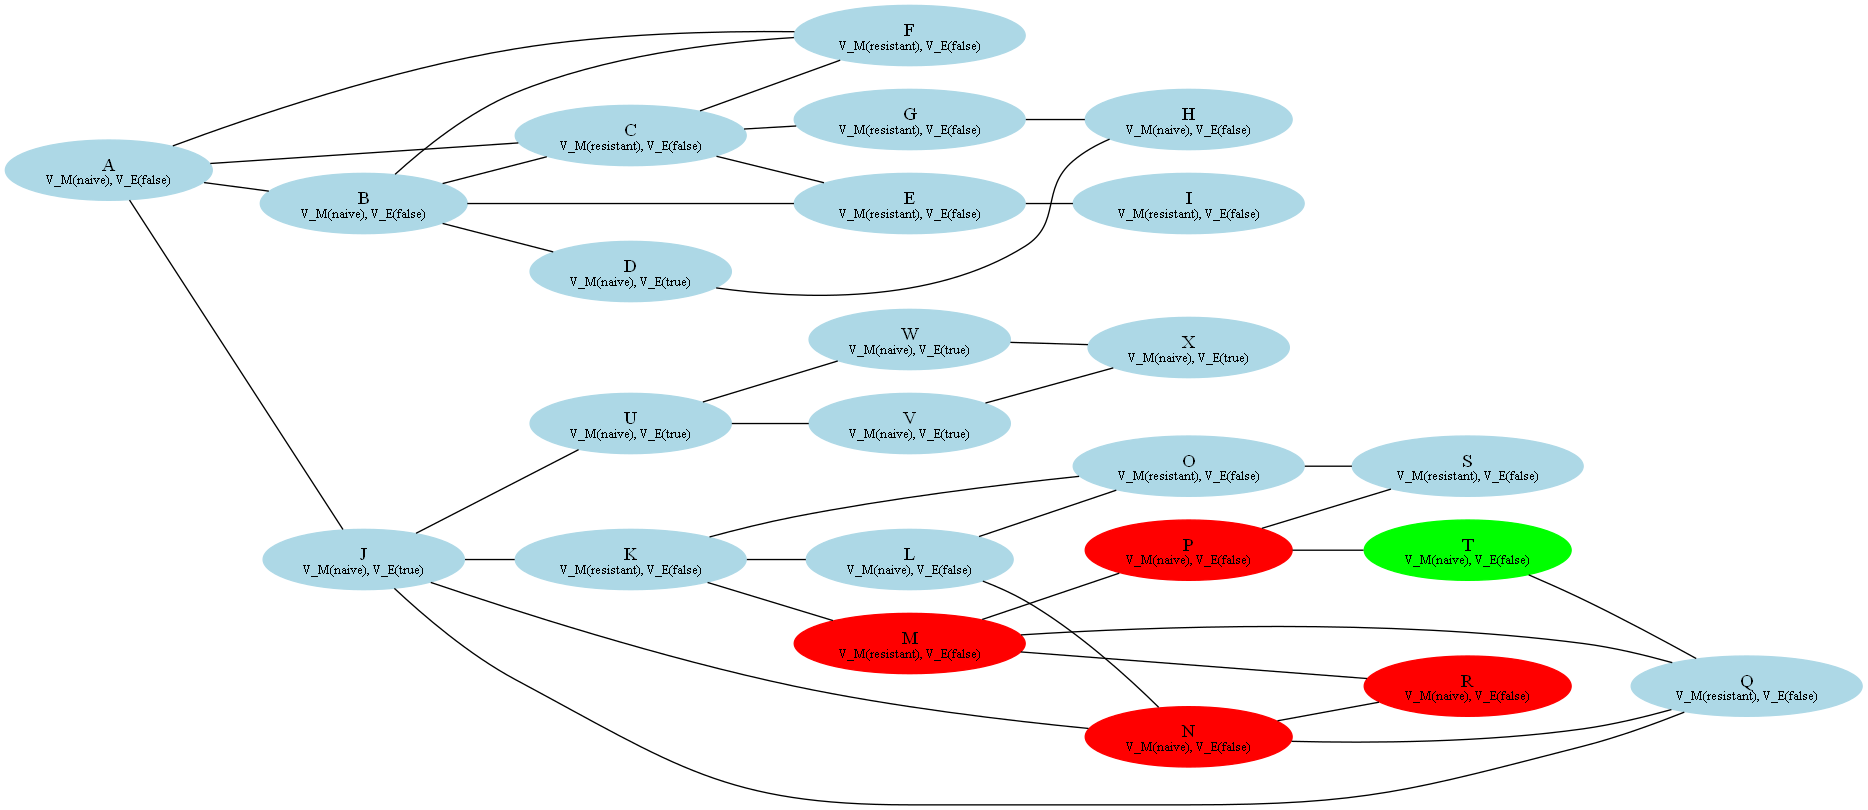 F
V_M(resistant), V_E(false)
G
V_M(resistant), V_E(false)
H
V_M(naive), V_E(false)
C
V_M(resistant), V_E(false)
A
V_M(naive), V_E(false)
B
V_M(naive), V_E(false)
E
V_M(resistant), V_E(false)
I
V_M(resistant), V_E(false)
D
V_M(naive), V_E(true)
W
V_M(naive), V_E(true)
X
V_M(naive), V_E(true)
U
V_M(naive), V_E(true)
V
V_M(naive), V_E(true)
O
V_M(resistant), V_E(false)
S
V_M(resistant), V_E(false)
J
V_M(naive), V_E(true)
K
V_M(resistant), V_E(false)
L
V_M(naive), V_E(false)
P
V_M(naive), V_E(false)
T
V_M(naive), V_E(false)
M
V_M(resistant), V_E(false)
R
V_M(naive), V_E(false)
Q
V_M(resistant), V_E(false)
N
V_M(naive), V_E(false)